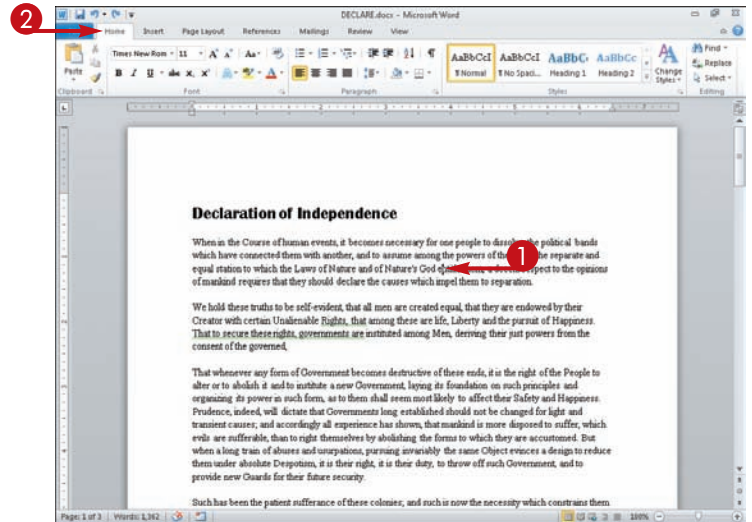 2
DECLARE.docx - Microsoft Word
Home Insert Page Layout References Mailings Review View
Paste
Times New Rom 11 A A Aa
B I U abc x, x² A
AaBbCcI AaBbCcI AaBbC AaBbCc
¶ Normal ¶ No Spaci... Heading 1 Heading 2
Change Styles
Find
Replace
Select
Clipboard Font Paragraph Styles Editing
Declaration of Independence
When in the Course of human events, it becomes necessary for one people to the political bands
which have connected them with another, and to assume among the powers of the separate and
1
equal station to which the Laws of Nature and of Nature's God respect to the opinions
of mankind requires that they should declare the causes which impel them to separation.
We hold these truths to be self-evident, that all men are created equal, that they are endowed by their
Creator with certain Unalienable Rights, that among these are life, Liberty and the pursuit of Happiness.
That to secure these rights, governments are instituted among Men, deriving their just powers from the
consent of the governed,
That whenever any form of Government becomes destructive of these ends, it is the right of the People to
alter or to abolish it and to institute a new Government, laying its foundation on such principles and
organizing its power in such form, as to them shall seem most likely to affect their Safety and Happiness.
Prudence, indeed, will dictate that Governments long established should not be changed for light and
transient causes; and accordingly all experience has shown, that mankind is more disposed to suffer, which
evils are sufferable, than to right themselves by abolishing the forms to which they are accustomed. But
when a long train of abuses and usurpations, pursuing invariably the same Object evinces a design to reduce
them under absolute Despotism, it is their right, it is their duty, to throw off such Government, and to
provide new Guards for their future security.
Such has been the patient sufferance of these colonies; and such is now the necessity which constrains them
Page: 1 of 3 Words: 1,362 100%